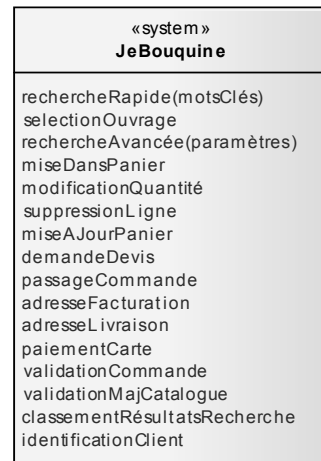 «system»
JeBouquine
rechercheRapide(motsClés)
selectionOuvrage
rechercheAvancée(paramètres)
miseDansPanier
modificationQuantité
suppressionLigne
miseAJourPanier
demandeDevis
passageCommande
adresseFacturation
adresseLivraison
paiementCarte
validationCommande
validationMajCatalogue
classementRésultatsRecherche
identificationClient